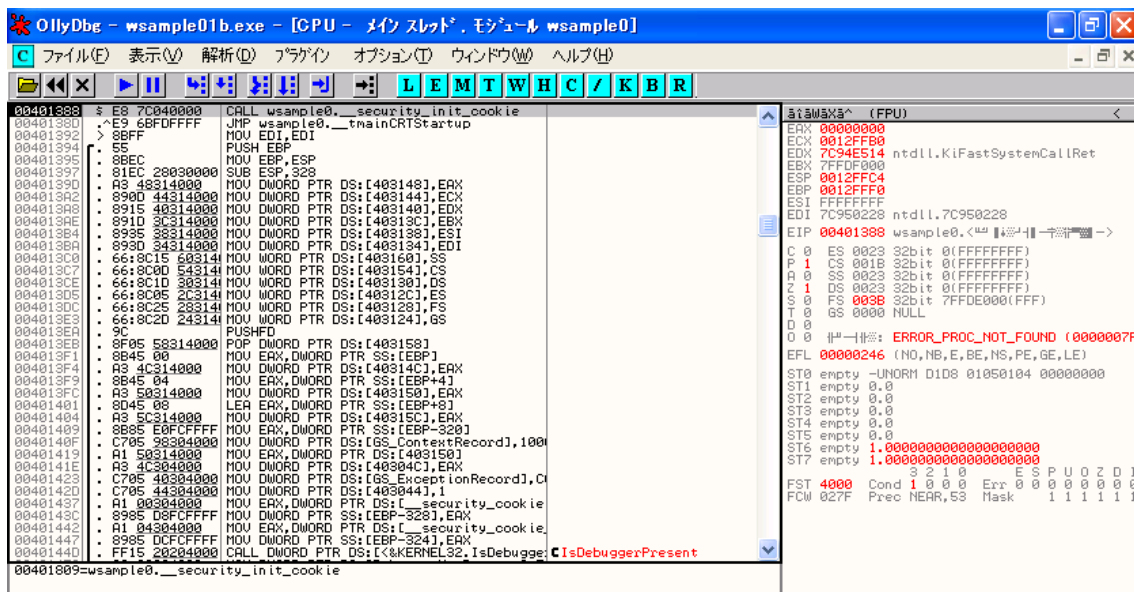 OllyDbg - wsample01b.exe - [CPU - メイン スレッド, モジュール wsample0]
C ファイル(F) 表示(V) 解析(D) プラグイン オプション(T) ウィンドウ(W) ヘルプ(H)
L E M T W H C / K B R
00401388 $ E8 7C040000 CALL wsample0.__security_init_cookie
0040138D .^E9 6BFDFFFF JMP wsample0.__tmainCRTStartup
00401392 > 8BFF MOV EDI,EDI
00401394 . 55 PUSH EBP
00401395 . 8BEC MOV EBP,ESP
00401397 . 81EC 28030000 SUB ESP,328
0040139D . A3 48314000 MOV DWORD PTR DS:[403148],EAX
004013A2 . 890D 44314000 MOV DWORD PTR DS:[403144],ECX
004013A8 . 8915 40314000 MOV DWORD PTR DS:[403140],EDX
004013AE . 891D 3C314000 MOV DWORD PTR DS:[40313C],EBX
004013B4 . 8935 38314000 MOV DWORD PTR DS:[403138],ESI
004013BA . 893D 34314000 MOV DWORD PTR DS:[403134],EDI
004013C0 . 66:8C15 603140 MOV WORD PTR DS:[403160],SS
004013C7 . 66:8C0D 543140 MOV WORD PTR DS:[403154],CS
004013CE . 66:8C1D 303140 MOV WORD PTR DS:[403130],DS
004013D5 . 66:8C05 2C3140 MOV WORD PTR DS:[40312C],ES
004013DC . 66:8C25 283140 MOV WORD PTR DS:[403128],FS
004013E3 . 66:8C2D 243140 MOV WORD PTR DS:[403124],GS
004013EA . 9C PUSHFD
004013EB . 8F05 58314000 POP DWORD PTR DS:[403158]
004013F1 . 8B45 00 MOV EAX,DWORD PTR SS:[EBP]
004013F4 . A3 4C314000 MOV DWORD PTR DS:[40314C],EAX
004013F9 . 8B45 04 MOV EAX,DWORD PTR SS:[EBP+4]
004013FC . A3 50314000 MOV DWORD PTR DS:[403150],EAX
00401401 . 8D45 08 LEA EAX,DWORD PTR SS:[EBP+8]
00401404 . A3 5C314000 MOV DWORD PTR DS:[40315C],EAX
00401409 . 8B85 E0FCFFFF MOV EAX,DWORD PTR SS:[EBP-320]
0040140F . C705 98304000 MOV DWORD PTR DS:[GS_ContextRecord],100
00401419 . A1 50314000 MOV EAX,DWORD PTR DS:[403150]
0040141E . A3 4C304000 MOV DWORD PTR DS:[40304C],EAX
00401423 . C705 40304000 MOV DWORD PTR DS:[GS_ExceptionRecord],C
0040142D . C705 44304000 MOV DWORD PTR DS:[403044],1
00401437 . A1 00304000 MOV EAX,DWORD PTR DS:[__security_cookie
0040143C . 8985 D8FCFFFF MOV DWORD PTR SS:[EBP-328],EAX
00401442 . A1 04304000 MOV EAX,DWORD PTR DS:[__security_cookie_
00401447 . 8985 DCFCFFFF MOV DWORD PTR SS:[EBP-324],EAX
0040144D . FF15 20204000 CALL DWORD PTR DS:[<&KERNEL32.IsDebugge: IsDebuggerPresent
00401809=wsample0.__security_init_cookie
(FPU) <
EAX 00000000
ECX 0012FFB0
EDX 7C94E514 ntdll.KiFastSystemCallRet
EBX 7FFDF000
ESP 0012FFC4
EBP 0012FFF0
ESI FFFFFFFF
EDI 7C950228 ntdll.7C950228
EIP 00401388 wsample0.<
C 0 ES 0023 32bit 0(FFFFFFFF)
P 1 CS 001B 32bit 0(FFFFFFFF)
A 0 SS 0023 32bit 0(FFFFFFFF)
Z 1 DS 0023 32bit 0(FFFFFFFF)
S 0 FS 003B 32bit 7FFDE000(FFF)
T 0 GS 0000 NULL
D 0
O 0 ERROR_PROC_NOT_FOUND (0000007F
EFL 00000246 (NO,NB,E,BE,NS,PE,GE,LE)
ST0 empty -UNORM D1D8 01050104 00000000
ST1 empty 0.0
ST2 empty 0.0
ST3 empty 0.0
ST4 empty 0.0
ST5 empty 0.0
ST6 empty 1.0000000000000000000
ST7 empty 1.0000000000000000000
3 2 1 0 E S P U O Z D I
FST 4000 Cond 1 0 0 0 Err 0 0 0 0 0 0 0 0
FCW 027F Prec NEAR,53 Mask 1 1 1 1 1 1